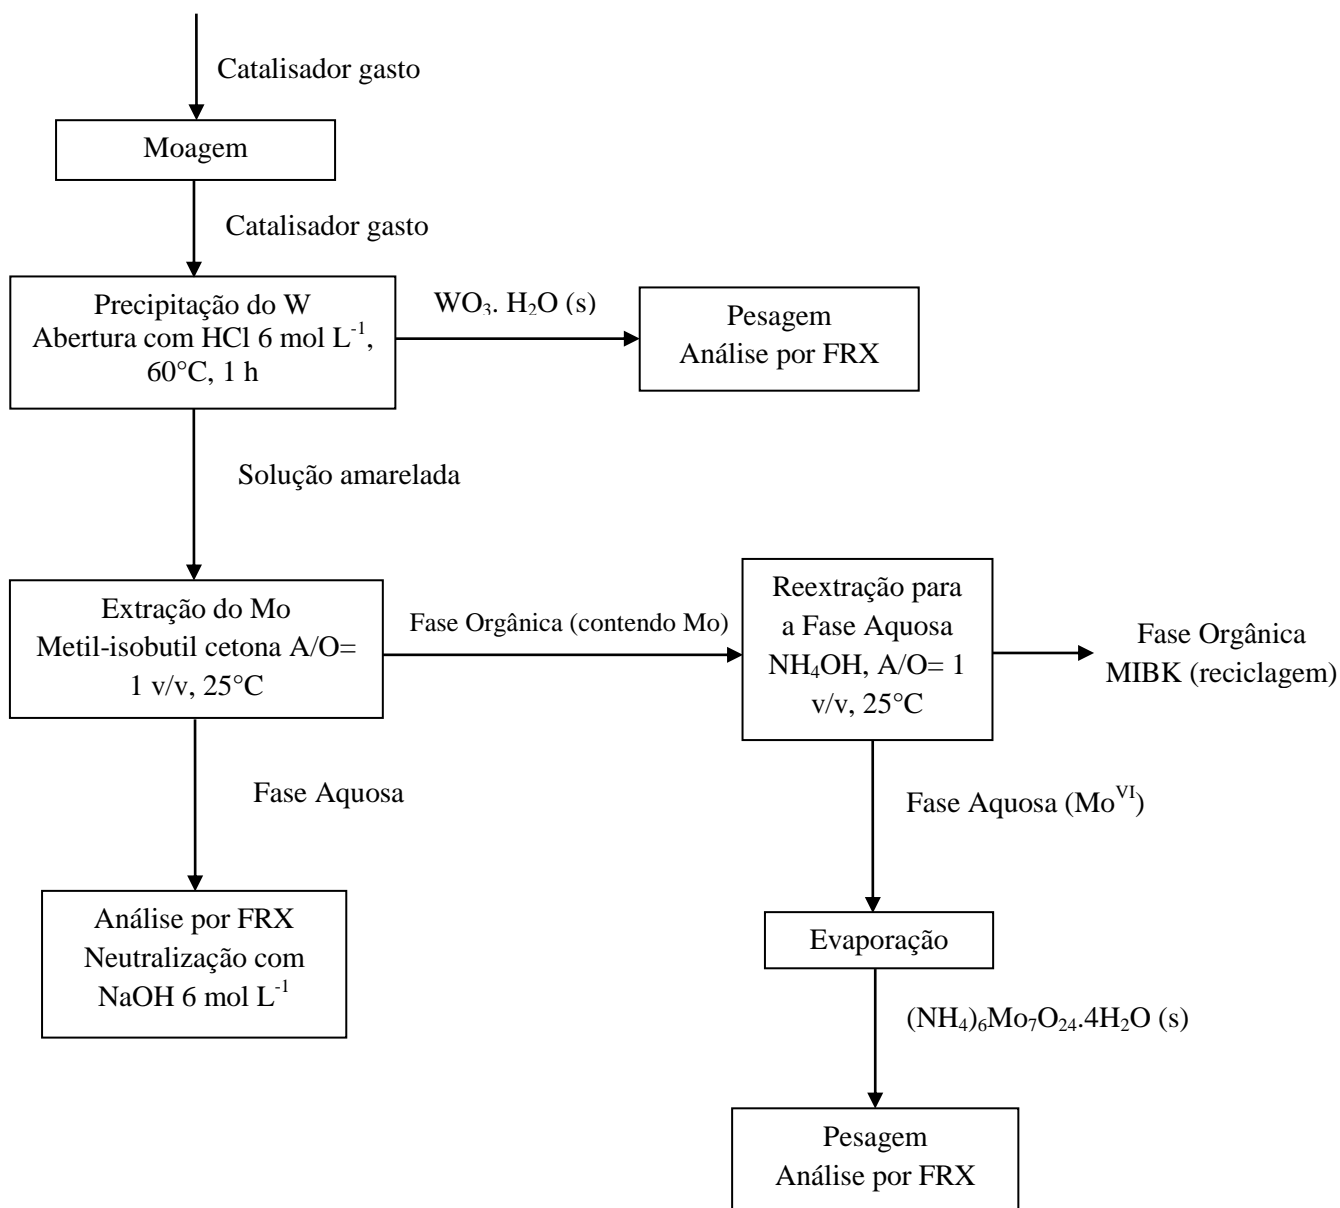 Catalisador gasto
Moagem
Catalisador gasto
Precipitação do W
Abertura com HCl 6 mol L⁻¹,
60°C, 1 h
WO₃. H₂O (s)
Pesagem
Análise por FRX
Solução amarelada
Extração do Mo
Metil-isobutil cetona A/O=
1 v/v, 25°C
Fase Orgânica (contendo Mo)
Reextração para
a Fase Aquosa
NH₄OH, A/O= 1
v/v, 25°C
Fase Orgânica
MIBK (reciclagem)
Fase Aquosa
Fase Aquosa (Mo^VI)
Análise por FRX
Neutralização com
NaOH 6 mol L⁻¹
Evaporação
(NH₄)₆Mo₇O₂₄.4H₂O (s)
Pesagem
Análise por FRX